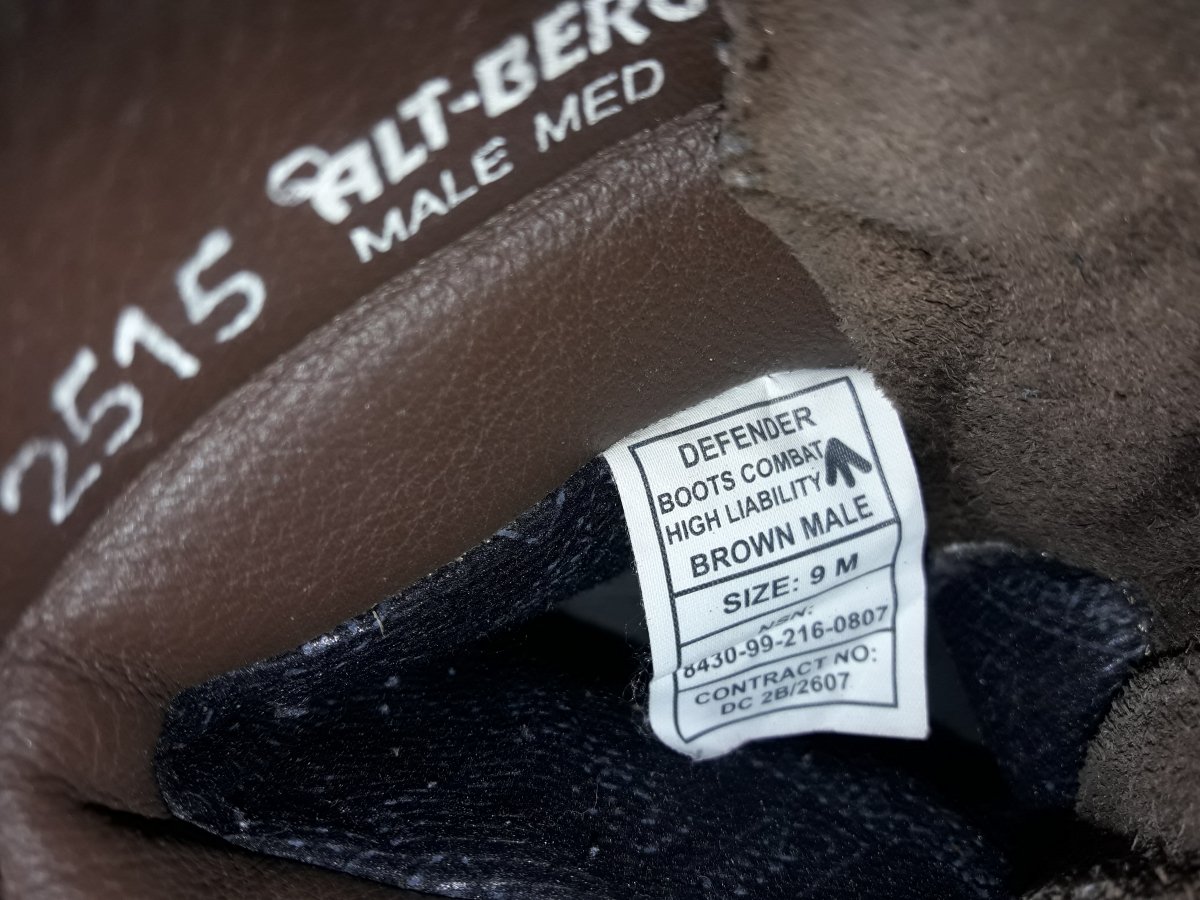 ALT-BERG
MALE MED
2515
DEFENDER
BOOTS COMBAT
HIGH LIABILITY
BROWN MALE
SIZE: 9 M
NSN:
8430-99-216-0807
CONTRACT NO:
DC 2B/2607